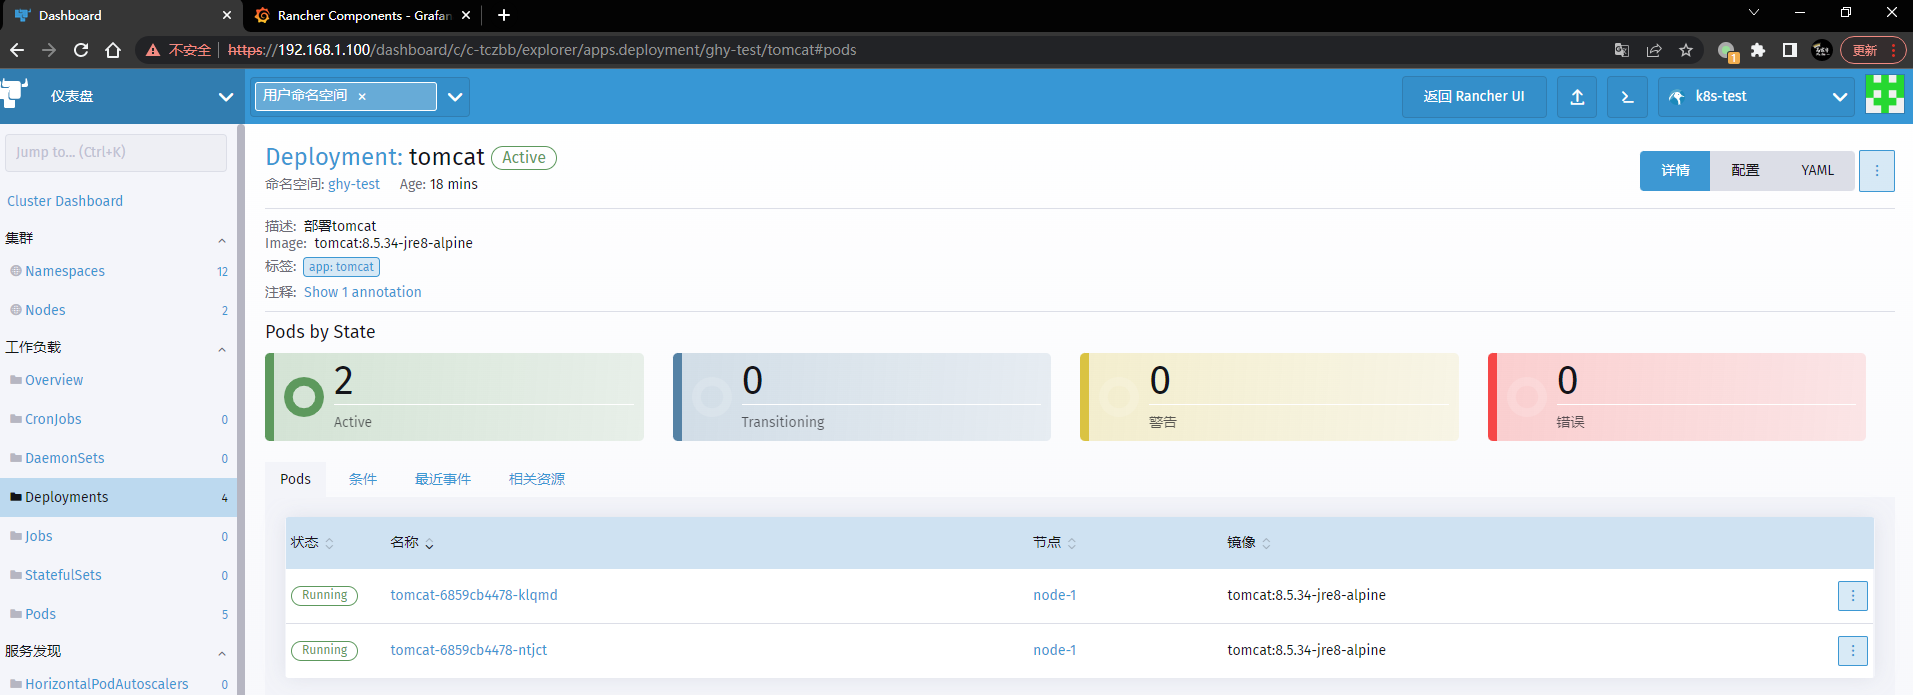 Dashboard
Rancher Components - Grafan
不安全 https://192.168.1.100/dashboard/c/c-tczbb/explorer/apps.deployment/ghy-test/tomcat#pods
1
更新
仪表盘
用户命名空间 ×
返回 Rancher UI
k8s-test
Jump to... (Ctrl+K)
Cluster Dashboard
集群
Namespaces 12
Nodes 2
工作负载
Overview
CronJobs 0
DaemonSets 0
Deployments 4
Jobs 0
StatefulSets 0
Pods 5
服务发现
HorizontalPodAutoscalers 0
Deployment: tomcat Active
命名空间: ghy-test Age: 18 mins
详情 配置 YAML
描述: 部署tomcat
Image: tomcat:8.5.34-jre8-alpine
标签: app: tomcat
注释: Show 1 annotation
Pods by State
2
Active
0
Transitioning
0
警告
0
错误
Pods 条件 最近事件 相关资源
状态 名称 节点 镜像
Running tomcat-6859cb4478-klqmd node-1 tomcat:8.5.34-jre8-alpine
Running tomcat-6859cb4478-ntjct node-1 tomcat:8.5.34-jre8-alpine